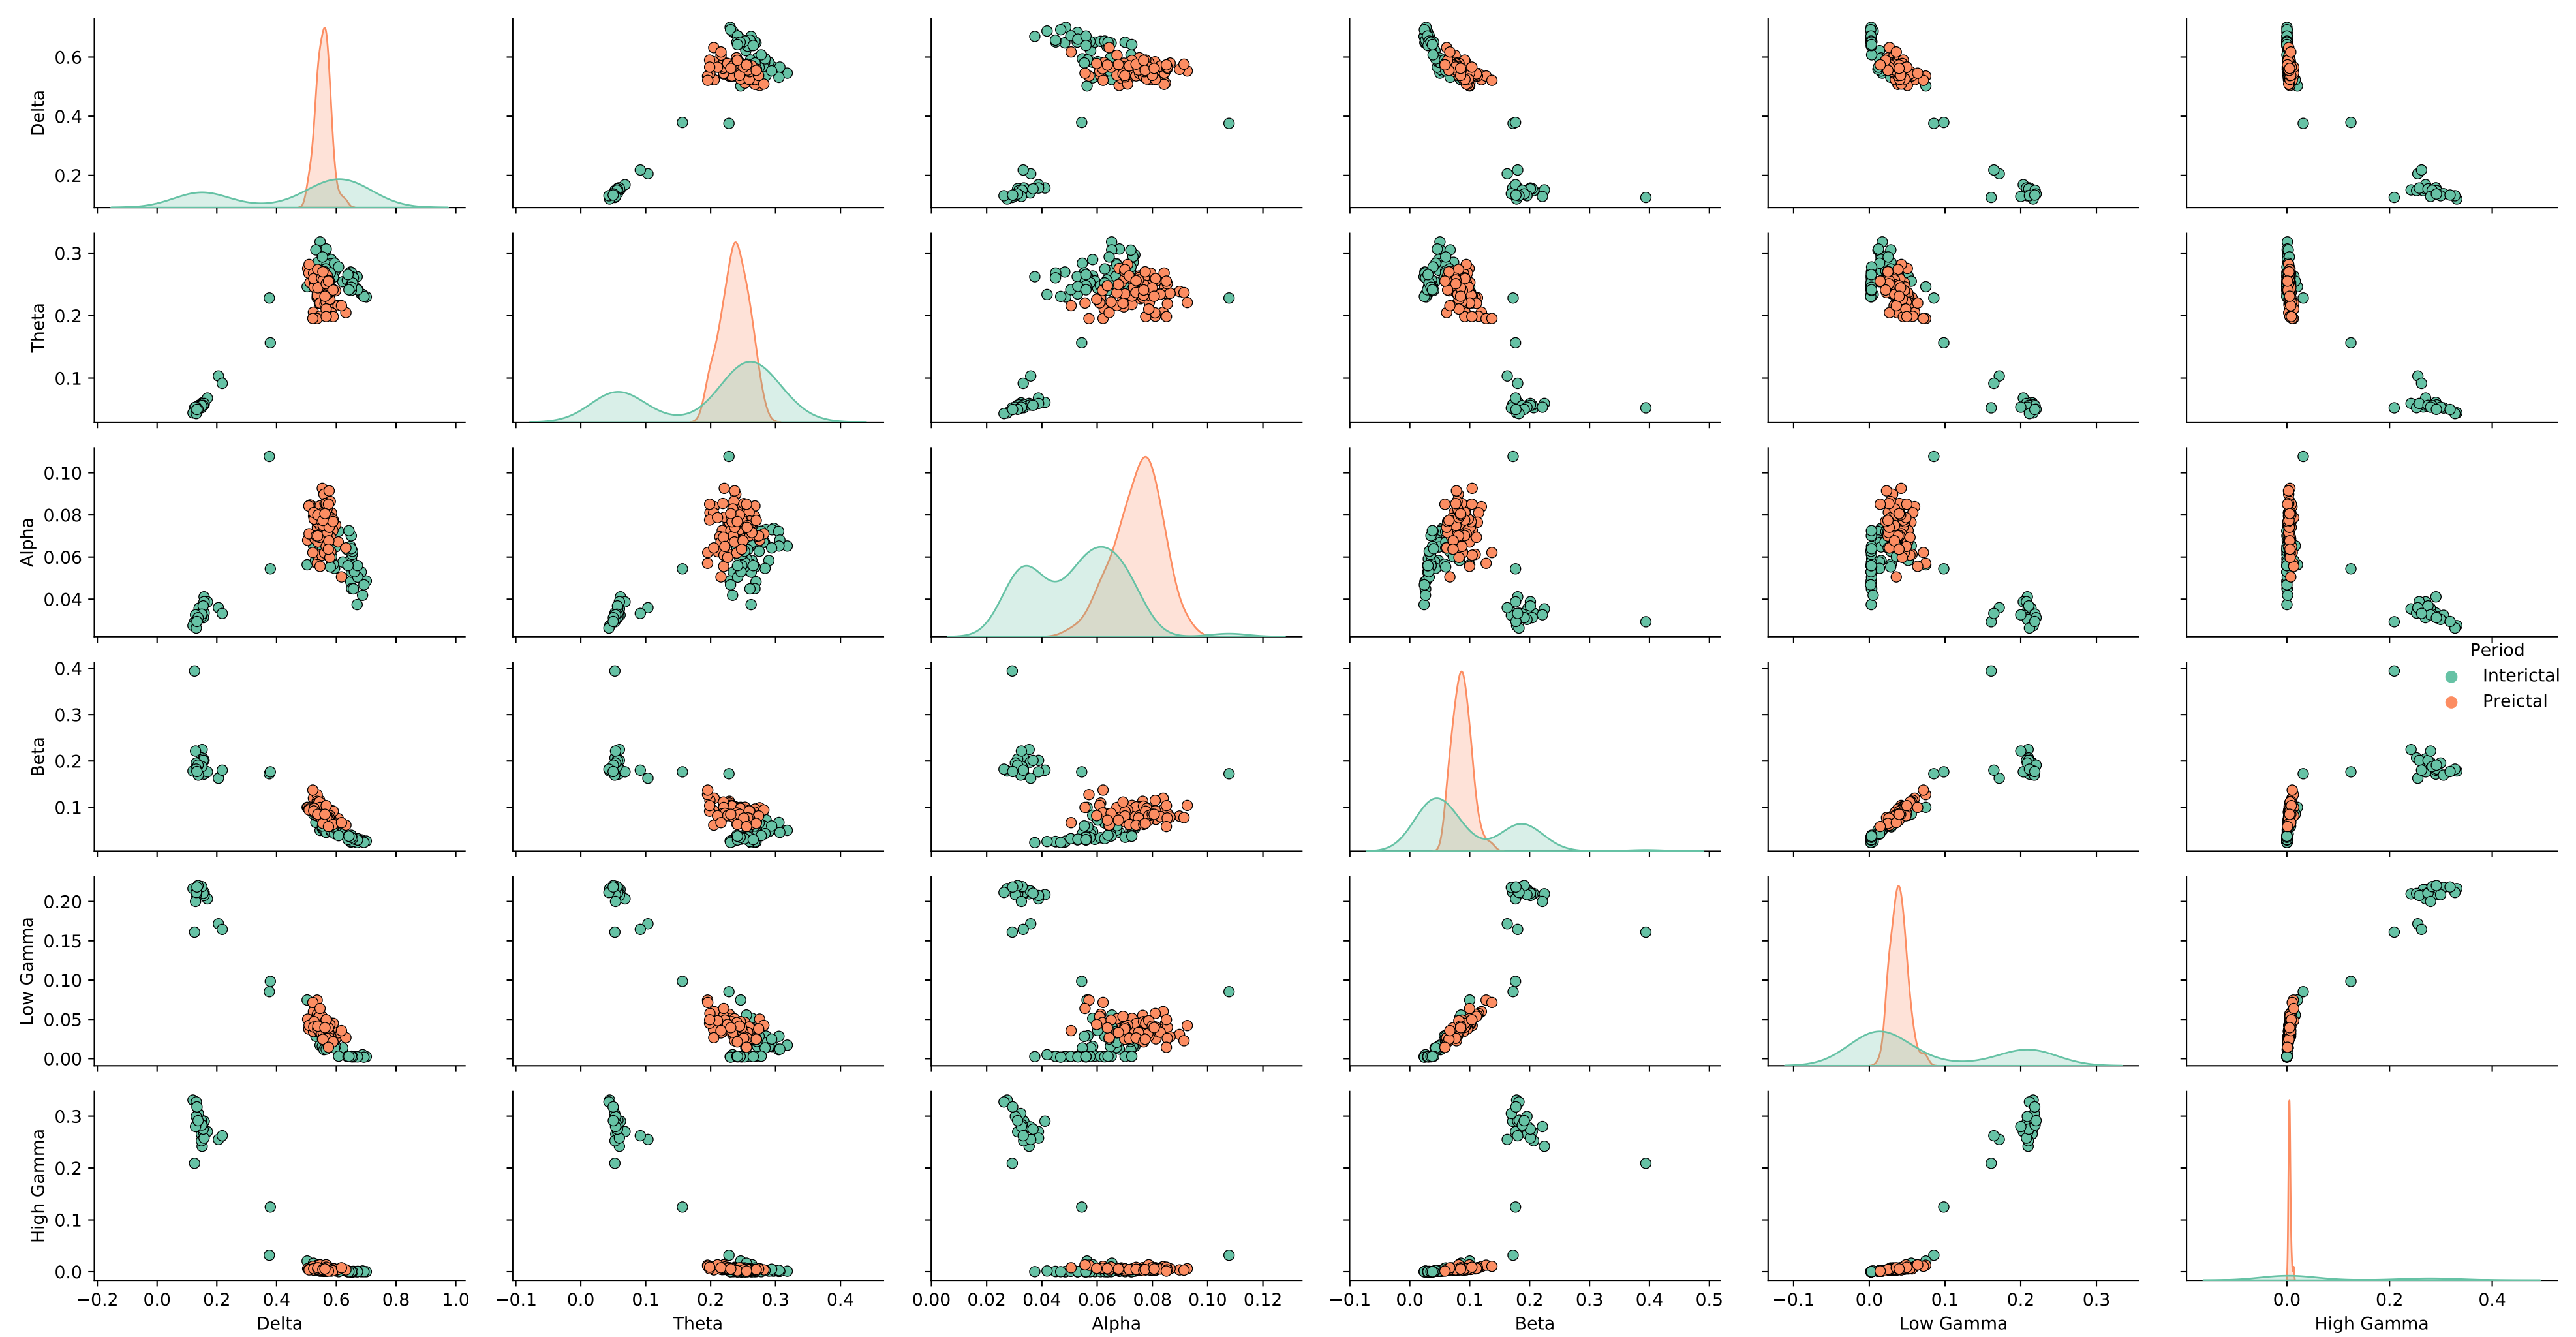 0.6
0.4
0.2
Delta
0.3
0.2
0.1
Theta
0.10
0.08
0.06
0.04
Alpha
Period
Interictal
Preictal
0.4
0.3
0.2
0.1
Beta
0.20
0.15
0.10
0.05
0.00
Low Gamma
0.3
0.2
0.1
0.0
High Gamma
−0.2 0.0 0.2 0.4 0.6 0.8 1.0 −0.1 0.0 0.1 0.2 0.3 0.4 0.00 0.02 0.04 0.06 0.08 0.10 0.12 −0.1 0.0 0.1 0.2 0.3 0.4 0.5 −0.1 0.0 0.1 0.2 0.3 0.0 0.2 0.4
Delta Theta Alpha Beta Low Gamma High Gamma